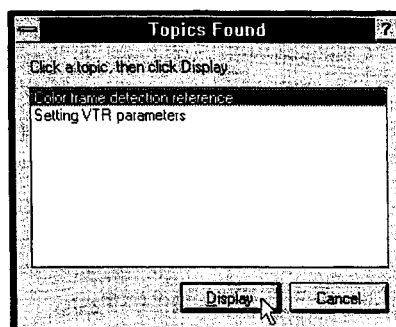 Topics Found
?
Click a topic, then click Display.
Color frame detection reference
Setting VTR parameters
Display Cancel